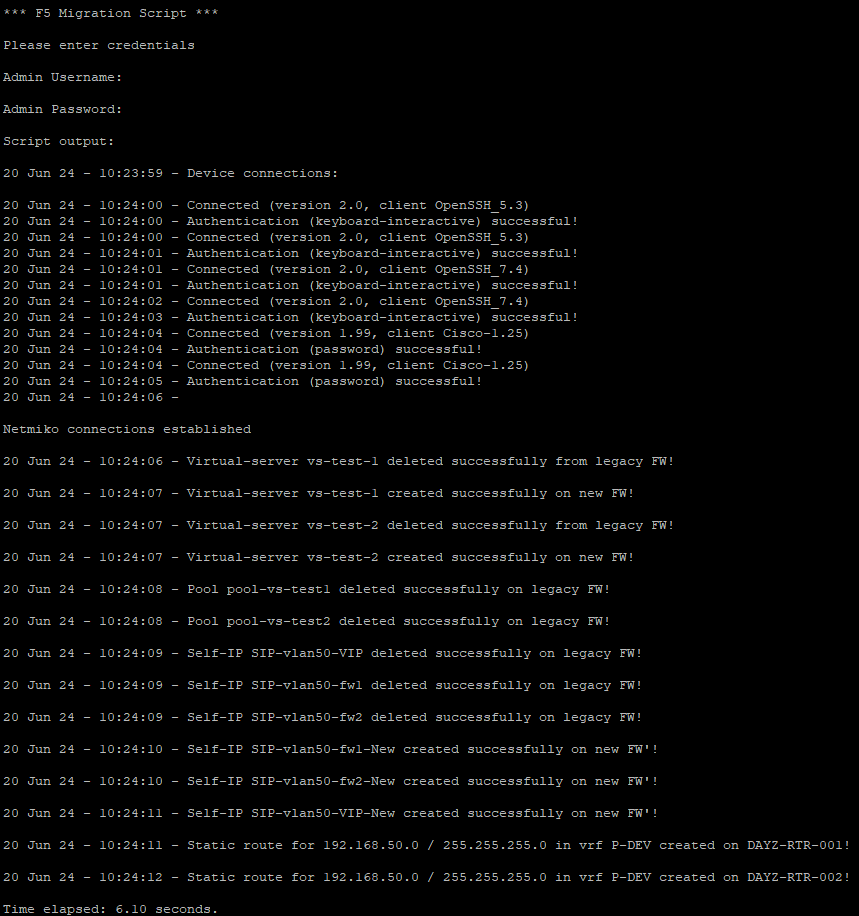 *** F5 Migration Script ***
Please enter credentials
Admin Username:
Admin Password:
Script output:
20 Jun 24 - 10:23:59 - Device connections:
20 Jun 24 - 10:24:00 - Connected (version 2.0, client OpenSSH_5.3)
20 Jun 24 - 10:24:00 - Authentication (keyboard-interactive) successful!
20 Jun 24 - 10:24:00 - Connected (version 2.0, client OpenSSH_5.3)
20 Jun 24 - 10:24:01 - Authentication (keyboard-interactive) successful!
20 Jun 24 - 10:24:01 - Connected (version 2.0, client OpenSSH_7.4)
20 Jun 24 - 10:24:01 - Authentication (keyboard-interactive) successful!
20 Jun 24 - 10:24:02 - Connected (version 2.0, client OpenSSH_7.4)
20 Jun 24 - 10:24:03 - Authentication (keyboard-interactive) successful!
20 Jun 24 - 10:24:04 - Connected (version 1.99, client Cisco-1.25)
20 Jun 24 - 10:24:04 - Authentication (password) successful!
20 Jun 24 - 10:24:04 - Connected (version 1.99, client Cisco-1.25)
20 Jun 24 - 10:24:05 - Authentication (password) successful!
20 Jun 24 - 10:24:06 -
Netmiko connections established
20 Jun 24 - 10:24:06 - Virtual-server vs-test-1 deleted successfully from legacy FW!
20 Jun 24 - 10:24:07 - Virtual-server vs-test-1 created successfully on new FW!
20 Jun 24 - 10:24:07 - Virtual-server vs-test-2 deleted successfully from legacy FW!
20 Jun 24 - 10:24:07 - Virtual-server vs-test-2 created successfully on new FW!
20 Jun 24 - 10:24:08 - Pool pool-vs-test1 deleted successfully on legacy FW!
20 Jun 24 - 10:24:08 - Pool pool-vs-test2 deleted successfully on legacy FW!
20 Jun 24 - 10:24:09 - Self-IP SIP-vlan50-VIP deleted successfully on legacy FW!
20 Jun 24 - 10:24:09 - Self-IP SIP-vlan50-fw1 deleted successfully on legacy FW!
20 Jun 24 - 10:24:09 - Self-IP SIP-vlan50-fw2 deleted successfully on legacy FW!
20 Jun 24 - 10:24:10 - Self-IP SIP-vlan50-fw1-New created successfully on new FW'!
20 Jun 24 - 10:24:10 - Self-IP SIP-vlan50-fw2-New created successfully on new FW'!
20 Jun 24 - 10:24:11 - Self-IP SIP-vlan50-VIP-New created successfully on new FW'!
20 Jun 24 - 10:24:11 - Static route for 192.168.50.0 / 255.255.255.0 in vrf P-DEV created on DAYZ-RTR-001!
20 Jun 24 - 10:24:12 - Static route for 192.168.50.0 / 255.255.255.0 in vrf P-DEV created on DAYZ-RTR-002!
Time elapsed: 6.10 seconds.